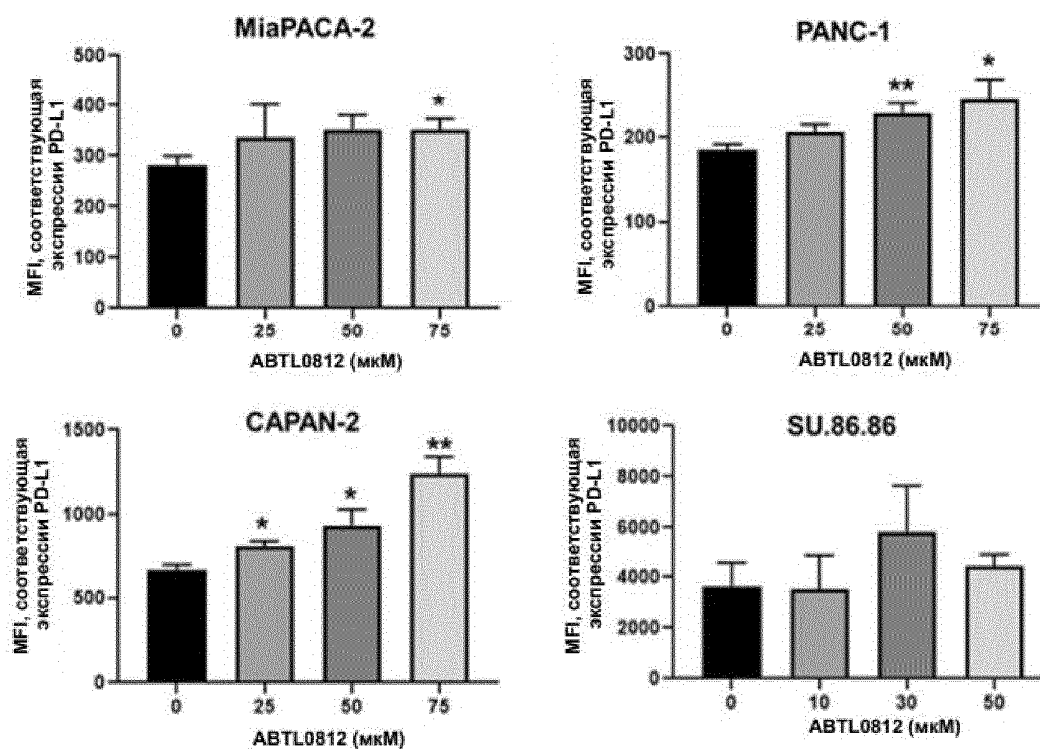 MiaPACA-2
MFI, соответствующая
экспрессии PD-L1
500
400
300
200
100
0
*
0 25 50 75
ABTL0812 (мкМ)
PANC-1
MFI, соответствующая
экспрессии PD-L1
300
200
100
0
** *
0 25 50 75
ABTL0812 (мкМ)
CAPAN-2
MFI, соответствующая
экспрессии PD-L1
1500
1000
500
0
* * **
0 25 50 75
ABTL0812 (мкМ)
SU.86.86
MFI, соответствующая
экспрессии PD-L1
10000
8000
6000
4000
2000
0
0 10 30 50
ABTL0812 (мкМ)